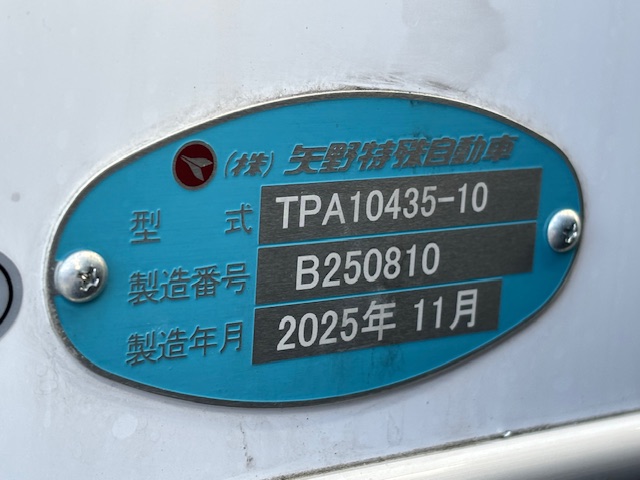 (株) 矢野特殊自動車
型 式 TPA10435-10
製造番号 B250810
製造年月 2025年 11月